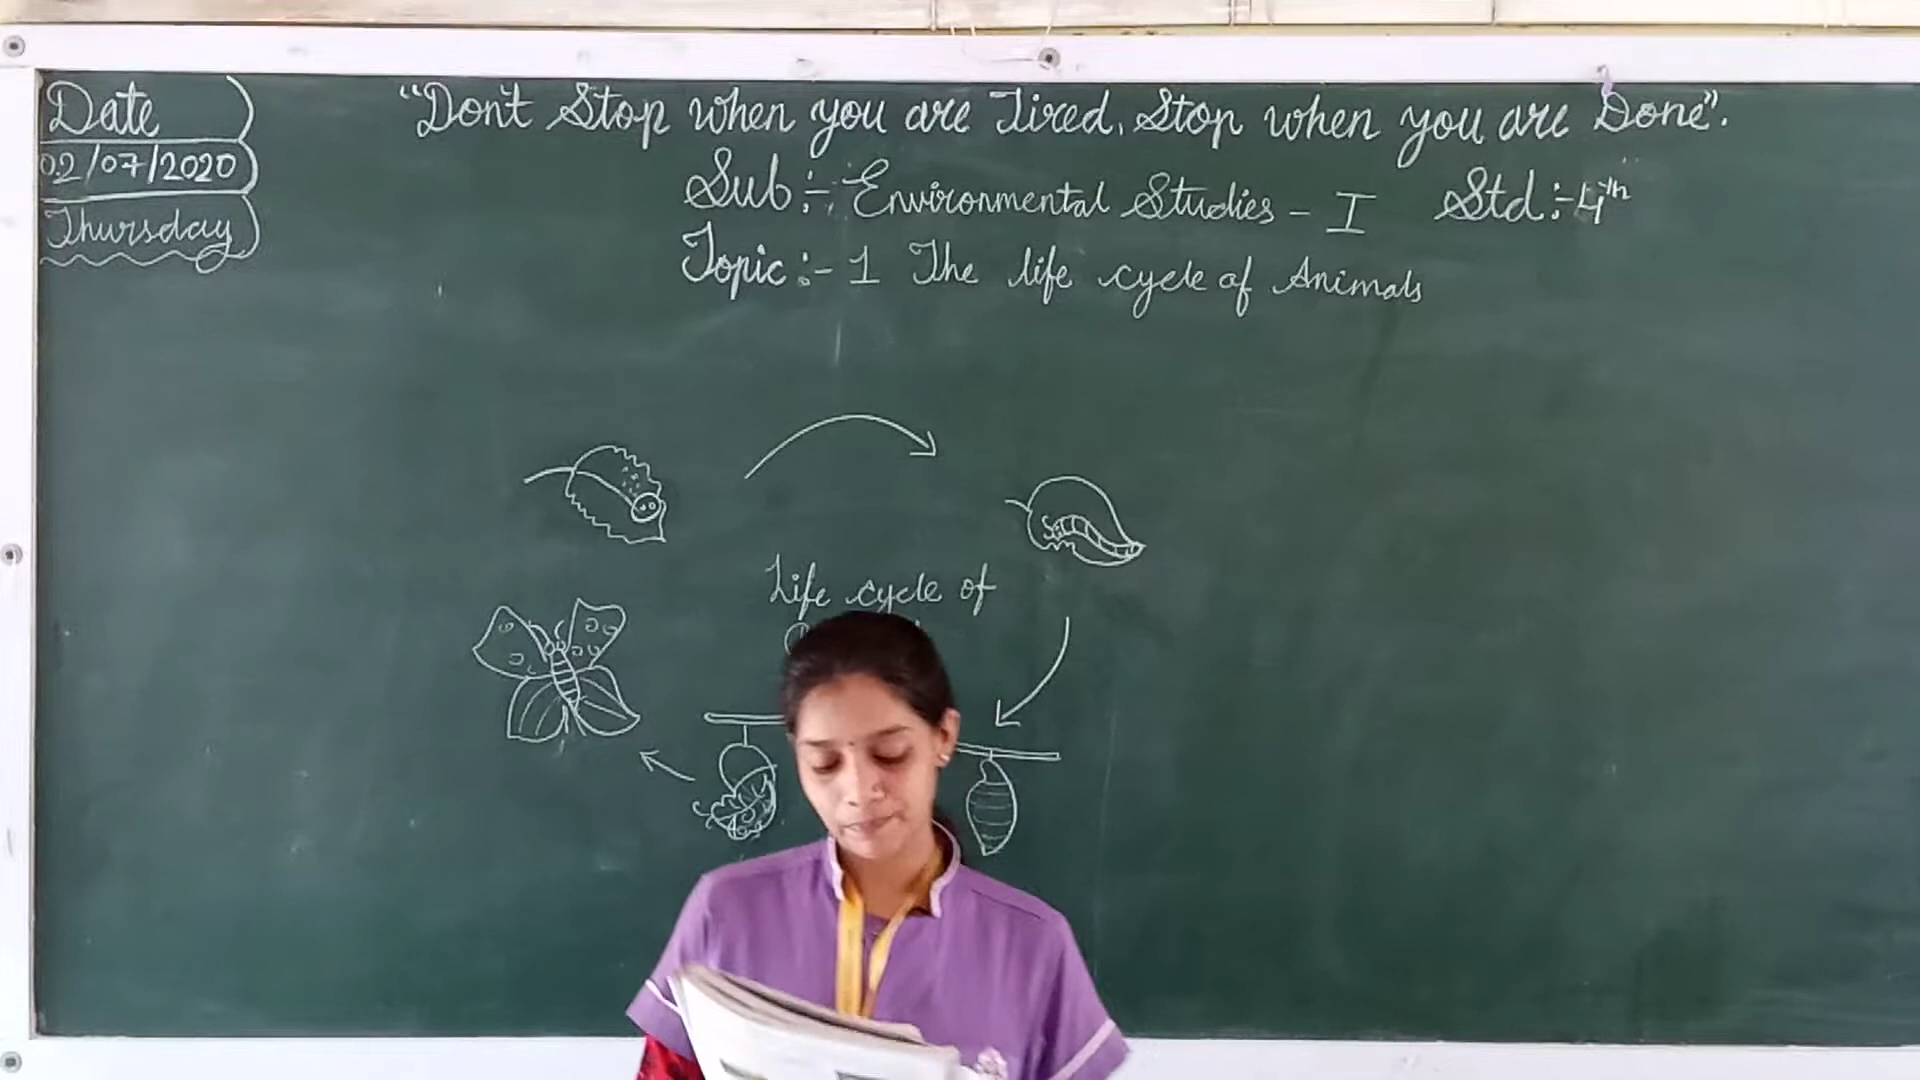 Date
02/07/2020
Thursday
"Don't Stop when you are Tired, Stop when you are Done".
Sub :- Environmental Studies - I Std :- 4th
Topic :- 1 The life cycle of Animals
Life cycle of